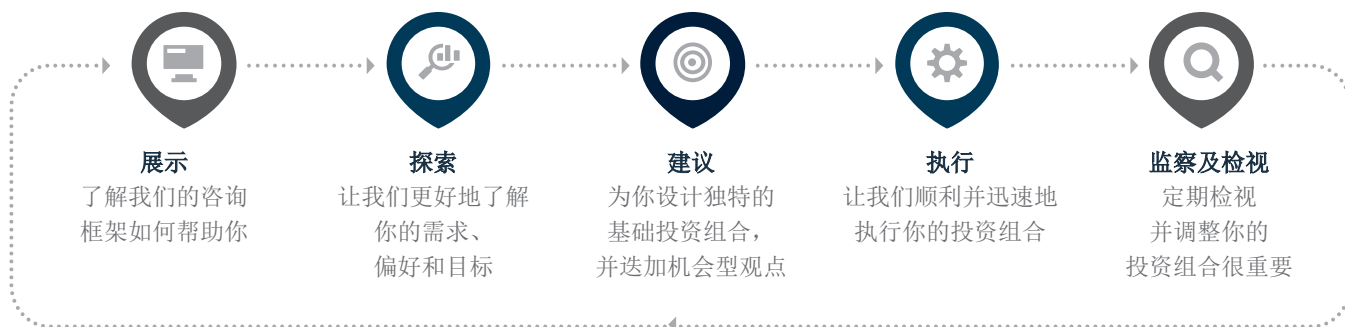 展示
了解我们的咨询
框架如何帮助你
探索
让我们更好地了解
你的需求、
偏好和目标
建议
为你设计独特的
基础投资组合，
并迭加机会型观点
执行
让我们顺利并迅速地
执行你的投资组合
监察及检视
定期检视
并调整你的
投资组合很重要